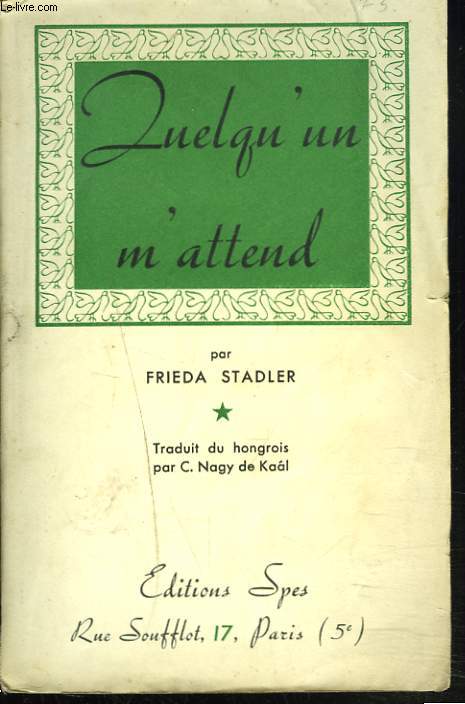 Le-livre.com
Quelqu'un
m'attend
par
FRIEDA STADLER
Traduit du hongrois
par C. Nagy de Kaál
Editions Spes
Rue Soufflot, 17, Paris (5e)